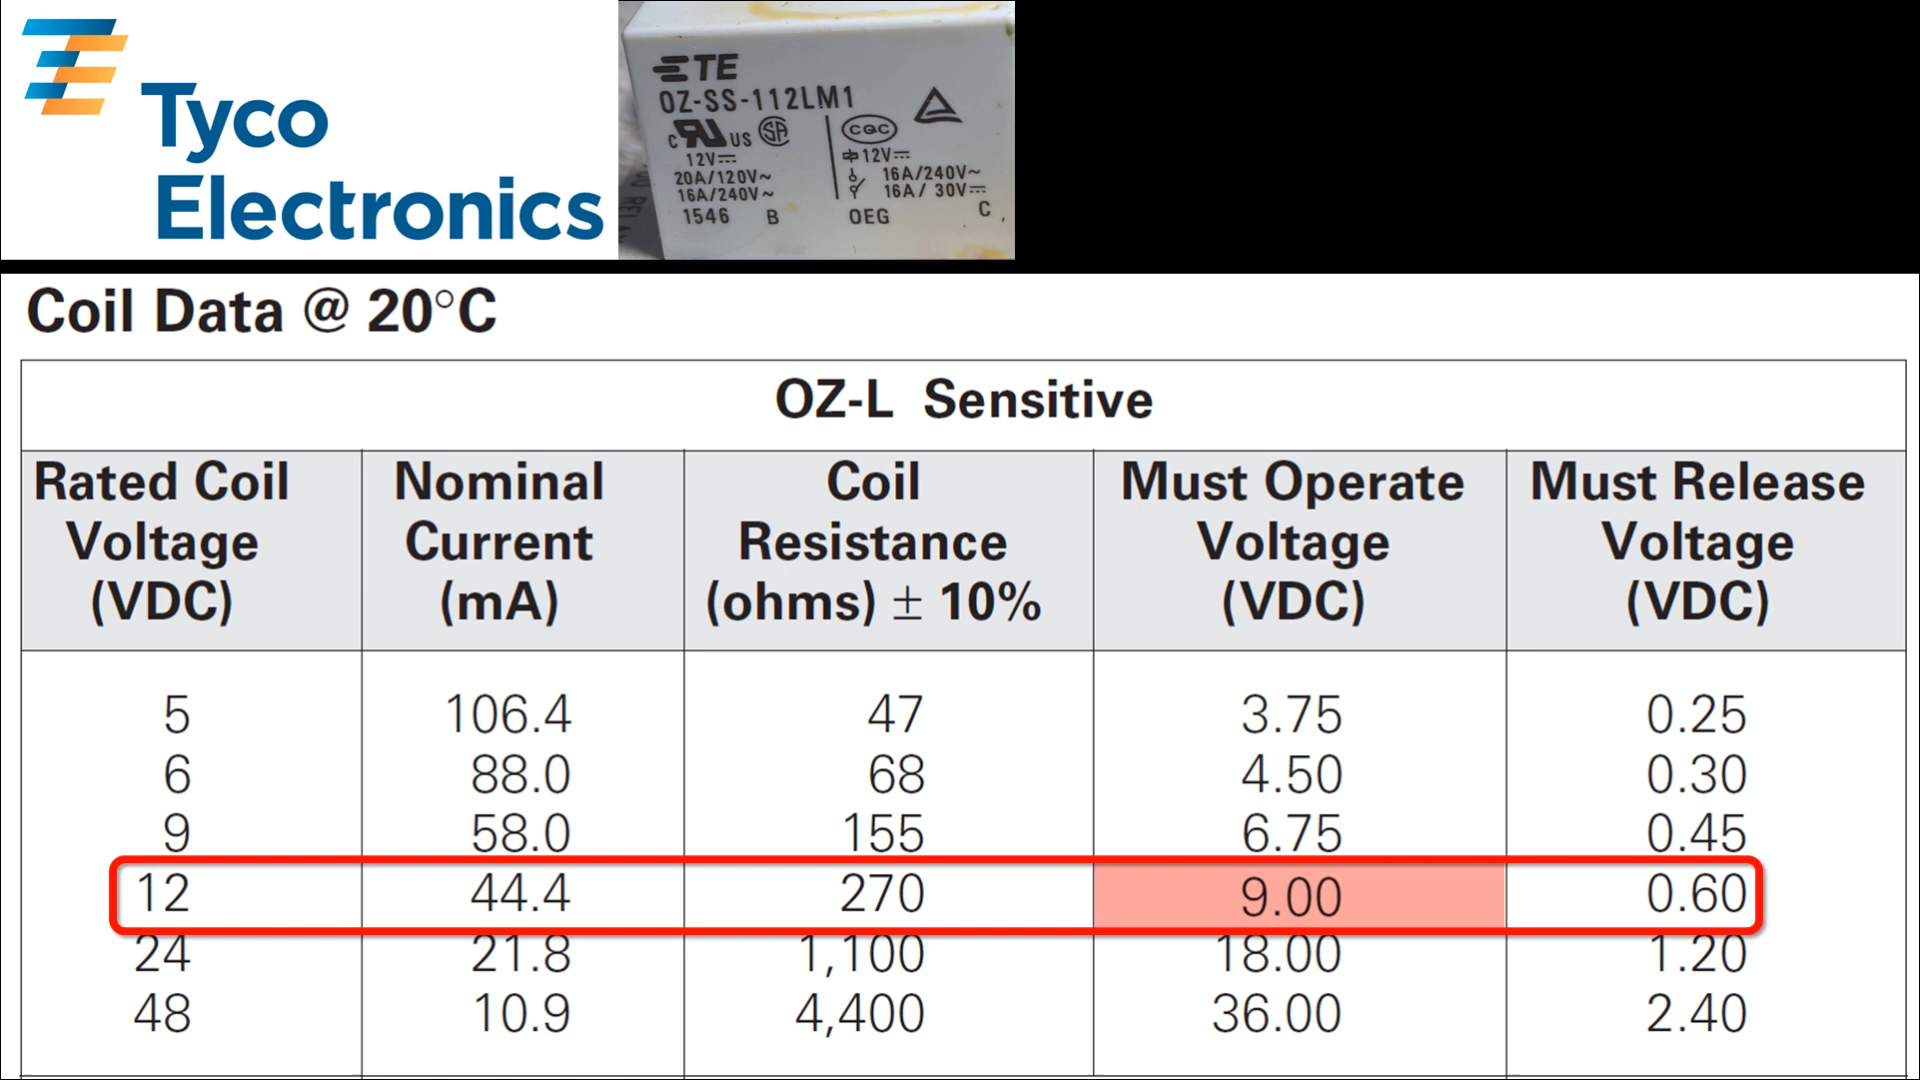 Tyco
Electronics
TE
OZ-SS-112LM1
c RU US SA
12V
20A/120V~
16A/240V~
1546 B
CQC
12V
16A/240V~
16A/ 30V
OEG C
Coil Data @ 20°C
OZ-L Sensitive
Rated Coil Voltage (VDC) Nominal Current (mA) Coil Resistance (ohms) ± 10% Must Operate Voltage (VDC) Must Release Voltage (VDC)
5 106.4 47 3.75 0.25
6 88.0 68 4.50 0.30
9 58.0 155 6.75 0.45
12 44.4 270 9.00 0.60
24 21.8 1,100 18.00 1.20
48 10.9 4,400 36.00 2.40